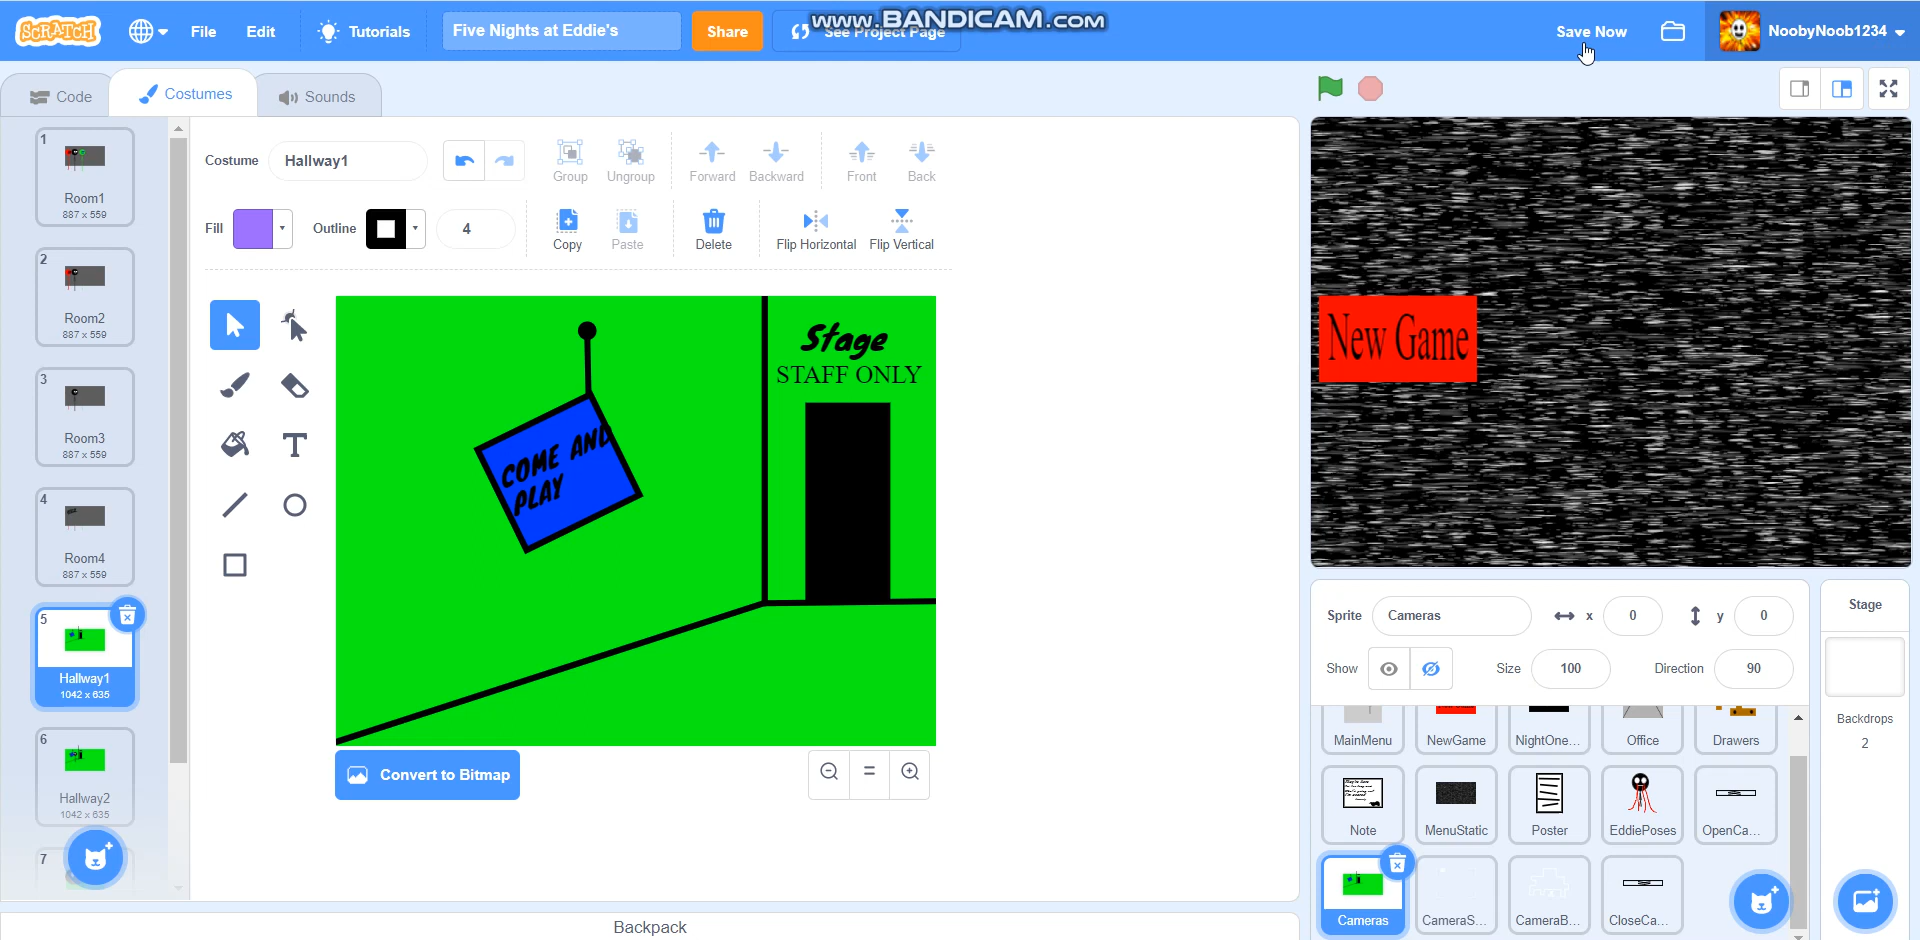 www.BANDICAM.com
SCRATCH File Edit Tutorials Five Nights at Eddie's Share See Project Page Save Now NoobyNoob1234
Code Costumes Sounds
1
Room1
887 x 559
2
Room2
887 x 559
3
Room3
887 x 559
4
Room4
887 x 559
5
Hallway1
1042 x 635
6
Hallway2
1042 x 635
7
Costume Hallway1 Group Ungroup Forward Backward Front Back
Fill Outline 4 Copy Paste Delete Flip Horizontal Flip Vertical
Stage
STAFF ONLY
COME AND
PLAY
Convert to Bitmap
Backpack
New Game
Sprite Cameras x 0 y 0
Show Size 100 Direction 90
MainMenu NewGame NightOne... Office Drawers
Note MenuStatic Poster EddiePoses OpenCa...
Cameras CameraS... CameraB... CloseCa...
Stage
Backdrops
2